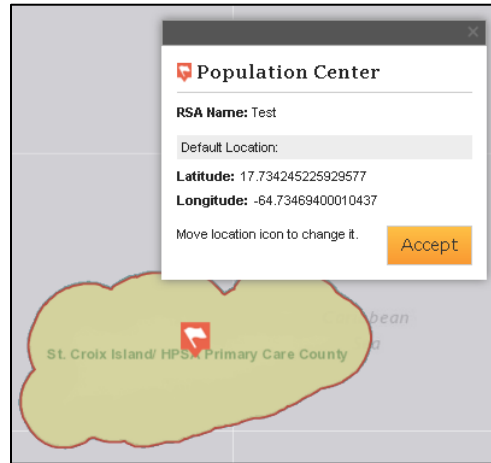 Population Center
RSA Name: Test
Default Location:
Latitude: 17.734245225929577
Longitude: -64.73469400010437
Move location icon to change it.
Accept
bean
a
St. Croix Island/ HPSA Primary Care County